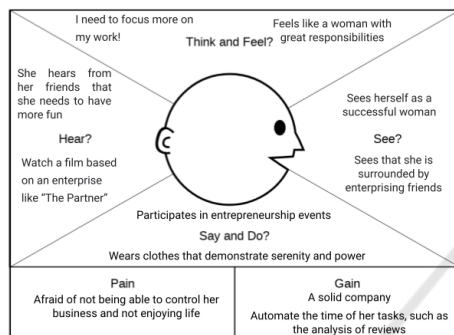 I need to focus more on
my work!
Think and Feel?
Feels like a woman with
great responsibilities
She hears from
her friends that
she needs to have
more fun
Hear?
Watch a film based
on an enterprise
like “The Partner”
Sees herself as a
successful woman
See?
Sees that she is
surrounded by
enterprising friends
Participates in entrepreneurship events
Say and Do?
Wears clothes that demonstrate serenity and power
Pain
Afraid of not being able to control her
business and not enjoying life
Gain
A solid company
Automate the time of her tasks, such as
the analysis of reviews